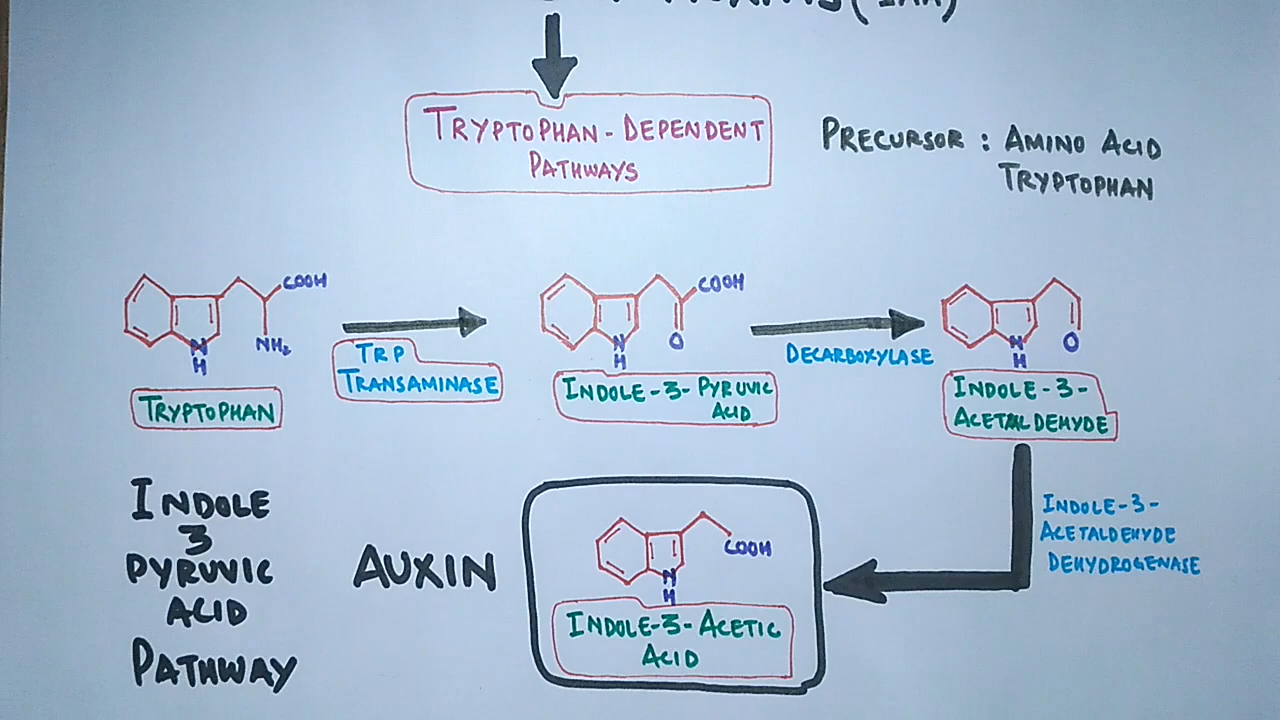 (IAA)
TRYPTOPHAN-DEPENDENT
PATHWAYS
PRECURSOR : AMINO ACID
TRYPTOPHAN
COOH
NH₂
N
H
TRYPTOPHAN
TRP
TRANSAMINASE
COOH
O
N
H
INDOLE-3-PYRUVIC
ACID
DECARBOXYLASE
O
N
H
INDOLE-3-
ACETALDEHYDE
INDOLE-3-
ACETALDEHYDE
DEHYDROGENASE
INDOLE
3
PYRUVIC
ACID
PATHWAY
AUXIN
COOH
N
H
INDOLE-3-ACETIC
ACID